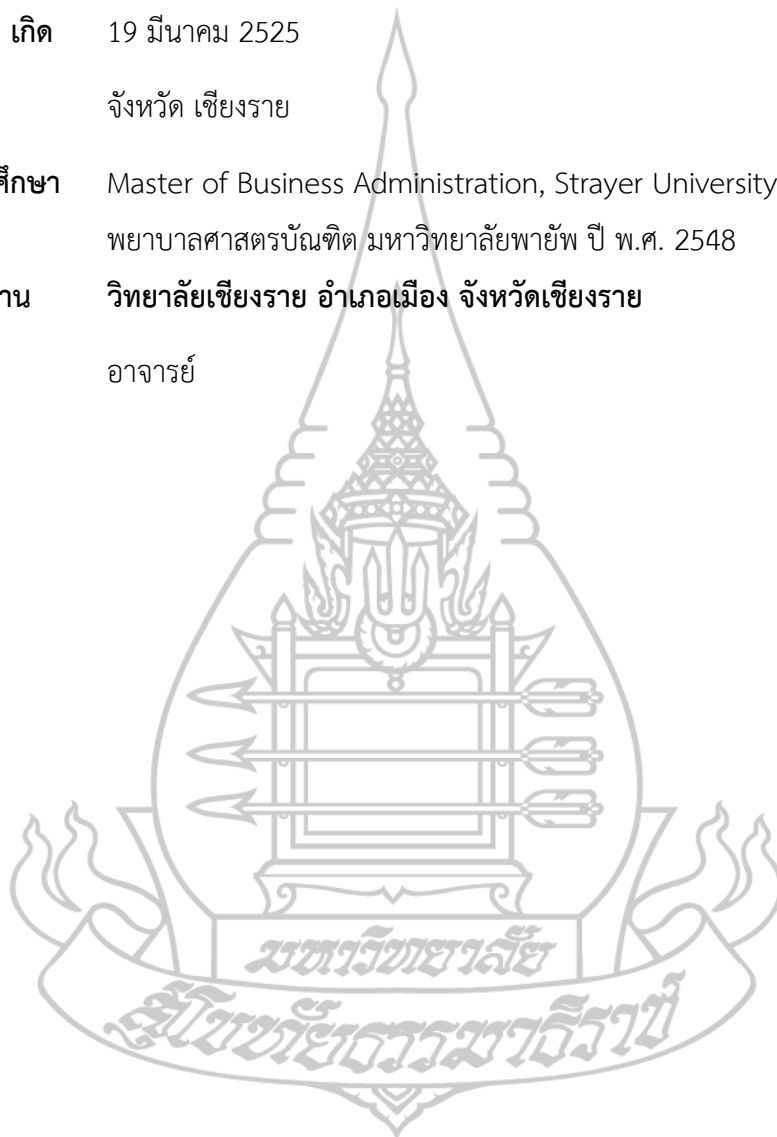 เกิด 19 มีนาคม 2525
จังหวัด เชียงราย
ศึกษา Master of Business Administration, Strayer University
พยาบาลศาสตรบัณฑิต มหาวิทยาลัยพายัพ ปี พ.ศ. 2548
าน วิทยาลัยเชียงราย อำเภอเมือง จังหวัดเชียงราย
อาจารย์
มหาวิทยาลัย
สุโขทัยธรรมาธิราช